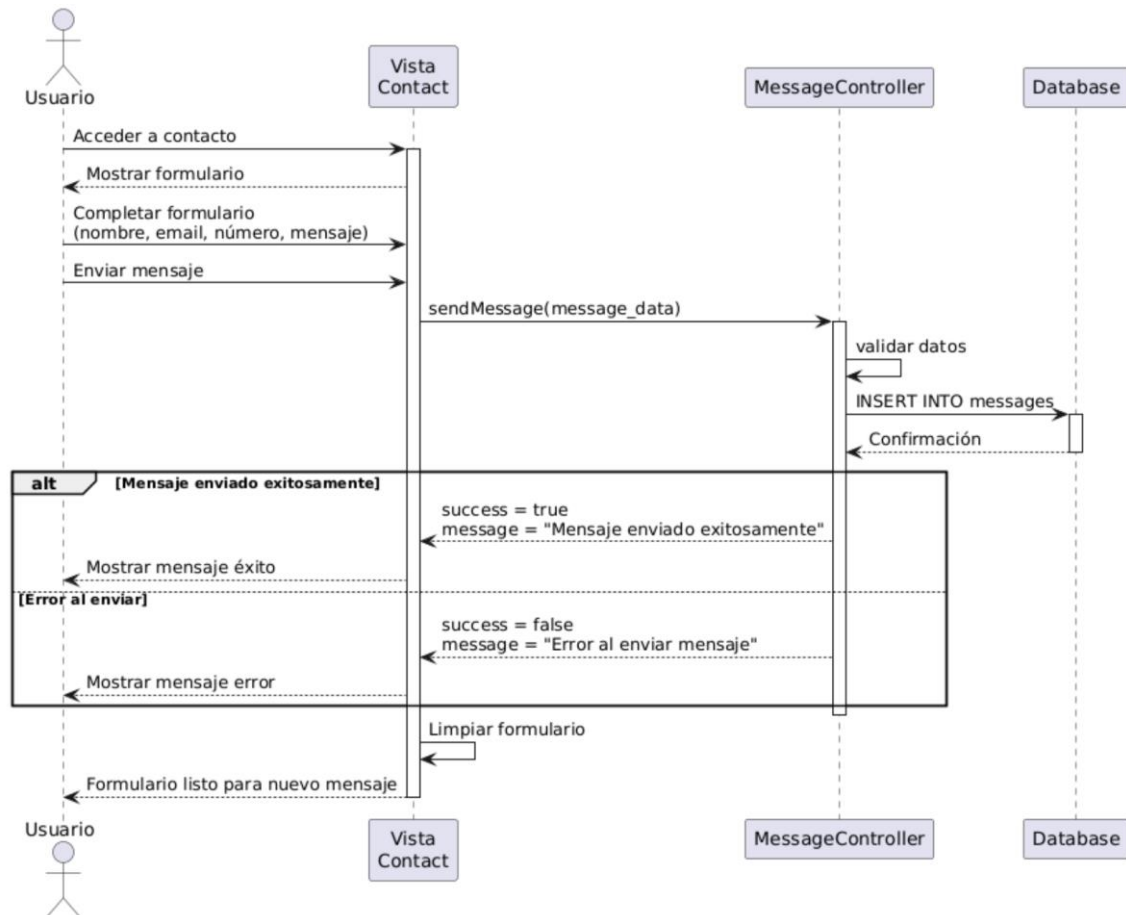 Usuario
Vista
Contact
MessageController
Database
Acceder a contacto
Mostrar formulario
Completar formulario
(nombre, email, número, mensaje)
Enviar mensaje
sendMessage(message_data)
validar datos
INSERT INTO messages
Confirmación
alt [Mensaje enviado exitosamente]
success = true
message = "Mensaje enviado exitosamente"
Mostrar mensaje éxito
[Error al enviar]
success = false
message = "Error al enviar mensaje"
Mostrar mensaje error
Limpiar formulario
Formulario listo para nuevo mensaje
Usuario
Vista
Contact
MessageController
Database